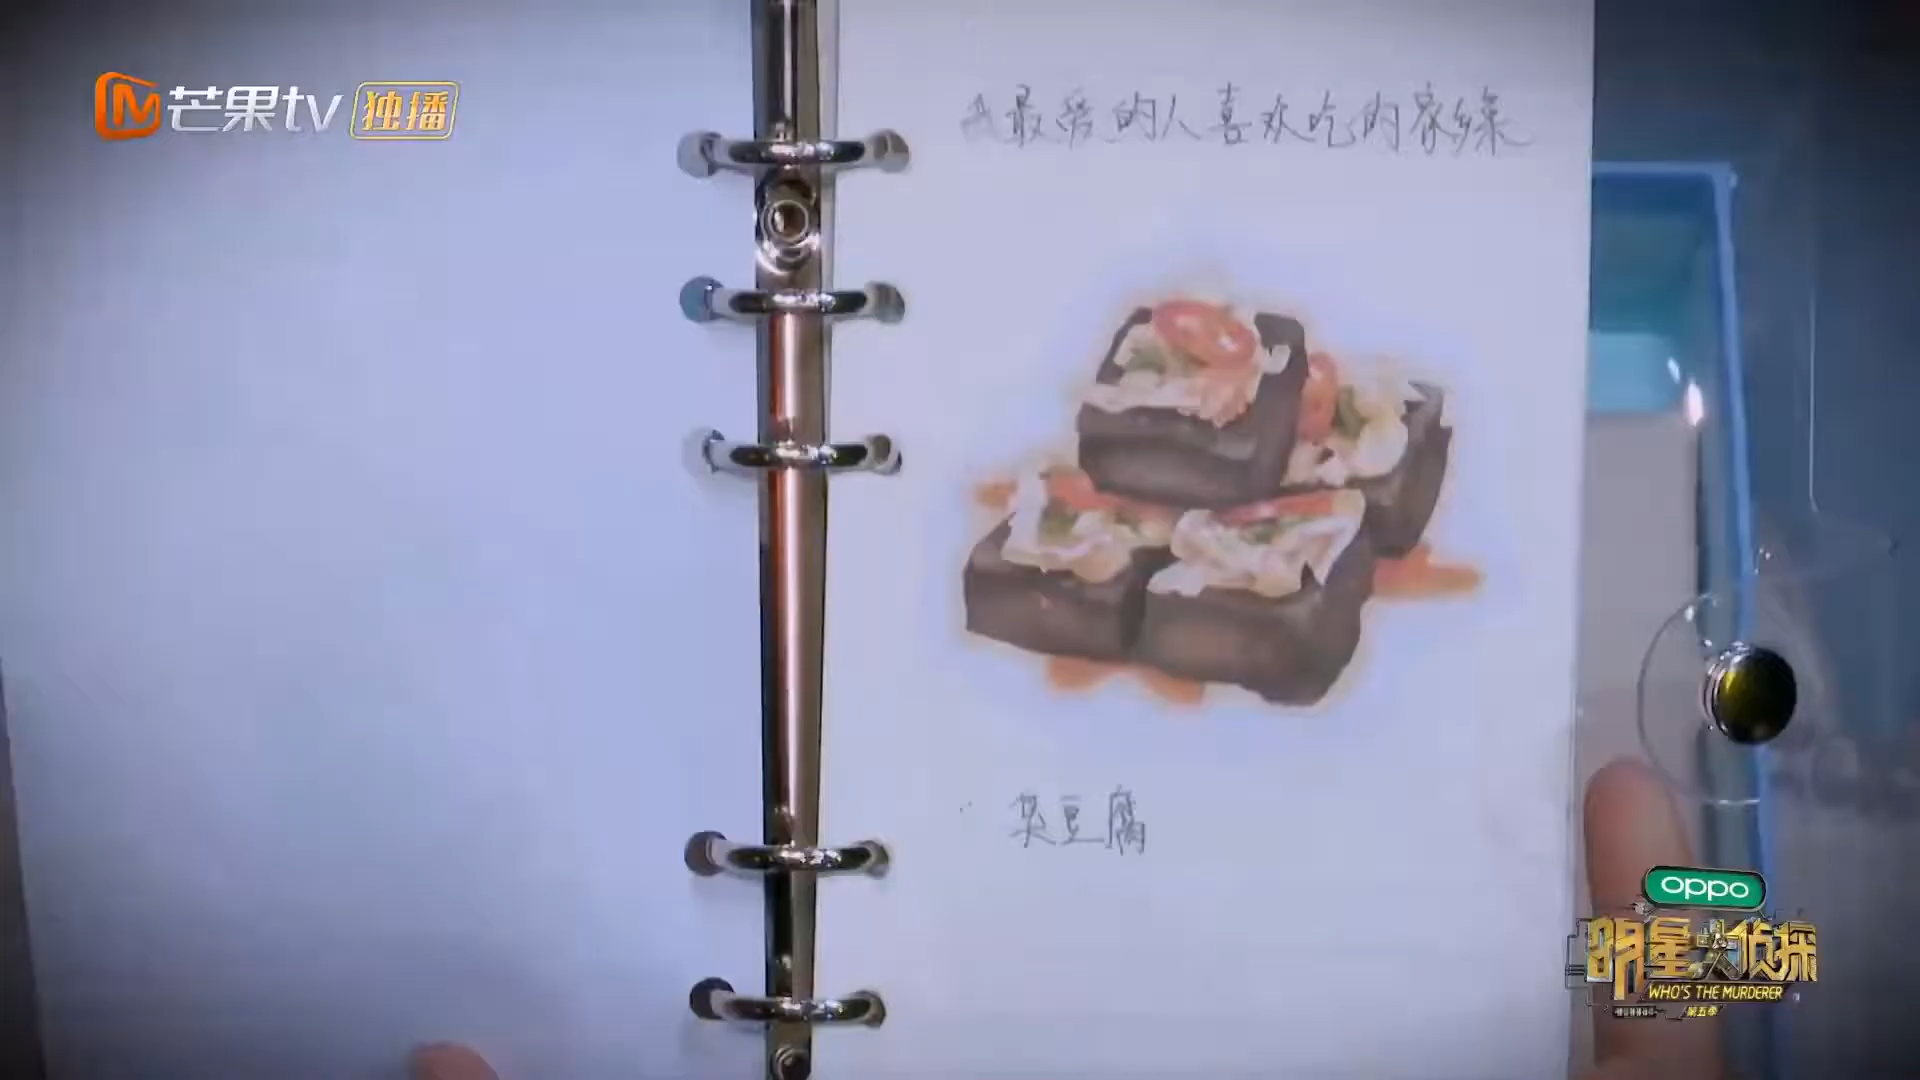 芒果tv 独播
我最爱的人喜欢吃的家乡菜
臭豆腐
oppo
明星大侦探
WHO'S THE MURDERER
第五季